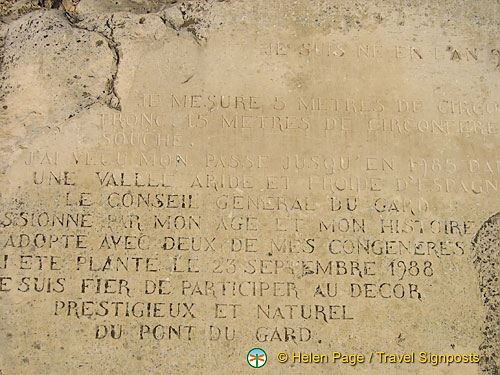 JE SUIS NE EN L'AN
JE MESURE 5 METRES DE CIRCO
TRONC, 15 METRES DE CIRCONFERE
SOUCHE.
J'AI VECU MON PASSE JUSQU'EN 1985 DA
UNE VALLEE ARIDE ET FROIDE D'ESPAGN
LE CONSEIL GENERAL DU GARD
SSIONNE PAR MON AGE ET MON HISTOIRE
ADOPTE AVEC DEUX DE MES CONGENERES
I ETE PLANTE LE 23 SEPTEMBRE 1988
E SUIS FIER DE PARTICIPER AU DECOR
PRESTIGIEUX ET NATUREL
DU PONT DU GARD.
© Helen Page / Travel Signposts